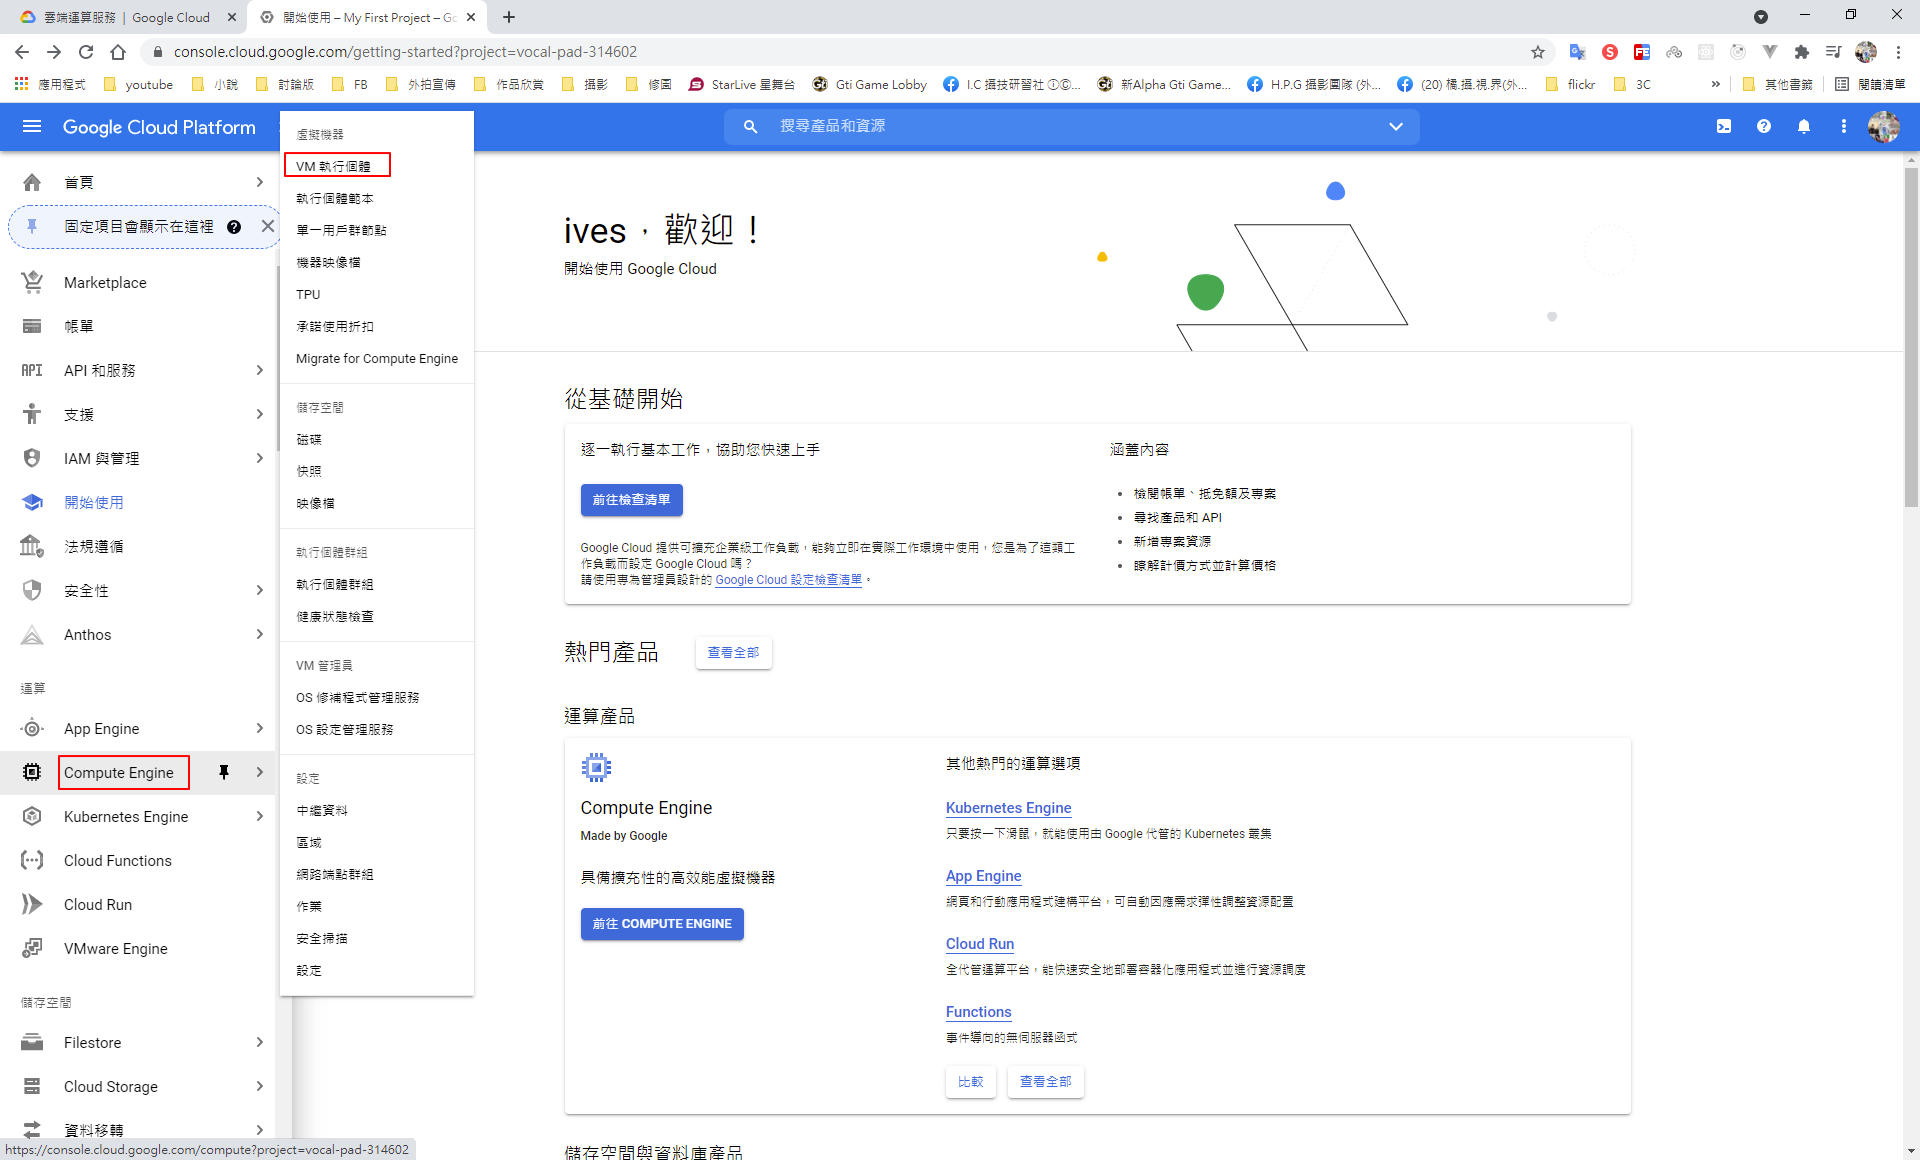 雲端運算服務 | Google Cloud
開始使用 – My First Project – Go
console.cloud.google.com/getting-started?project=vocal-pad-314602
應用程式
youtube
小說
討論版
FB
外拍宣傳
作品欣賞
攝影
修圖
StarLive 星舞台
Gti Game Lobby
I.C 攝技研習社 ⒾⒸ...
新Alpha Gti Game...
H.P.G 攝影團隊 (外...
(20) 橘.攝.視.界(外...
flickr
3C
»
其他書籤
閱讀清單
Google Cloud Platform
搜尋產品和資源
首頁
固定項目會顯示在這裡
Marketplace
帳單
API 和服務
支援
IAM 與管理
開始使用
法規遵循
安全性
Anthos
運算
App Engine
Compute Engine
Kubernetes Engine
Cloud Functions
Cloud Run
VMware Engine
儲存空間
Filestore
Cloud Storage
資料移轉
https://console.cloud.google.com/compute?project=vocal-pad-314602
虛擬機器
VM 執行個體
執行個體範本
單一用戶群節點
機器映像檔
TPU
承諾使用折扣
Migrate for Compute Engine
儲存空間
磁碟
快照
映像檔
執行個體群組
執行個體群組
健康狀態檢查
VM 管理員
OS 修補程式管理服務
OS 設定管理服務
設定
中繼資料
區域
網路端點群組
作業
安全掃描
設定
ives，歡迎！
開始使用 Google Cloud
從基礎開始
逐一執行基本工作，協助您快速上手
前往檢查清單
Google Cloud 提供可擴充企業級工作負載，能夠立即在實際工作環境中使用，您是為了這類工
作負載而設定 Google Cloud 嗎？
請使用專為管理員設計的 Google Cloud 設定檢查清單。
涵蓋內容
• 檢閱帳單、抵免額及專案
• 尋找產品和 API
• 新增專案資源
• 瞭解計價方式並計算價格
熱門產品
查看全部
運算產品
Compute Engine
Made by Google
具備擴充性的高效能虛擬機器
前往 COMPUTE ENGINE
其他熱門的運算選項
Kubernetes Engine
只要按一下滑鼠，就能使用由 Google 代管的 Kubernetes 叢集
App Engine
網頁和行動應用程式建構平台，可自動因應需求彈性調整資源配置
Cloud Run
全代管運算平台，能快速安全地部署容器化應用程式並進行資源調度
Functions
事件導向的無伺服器函式
比較
查看全部
儲存空間與資料庫產品